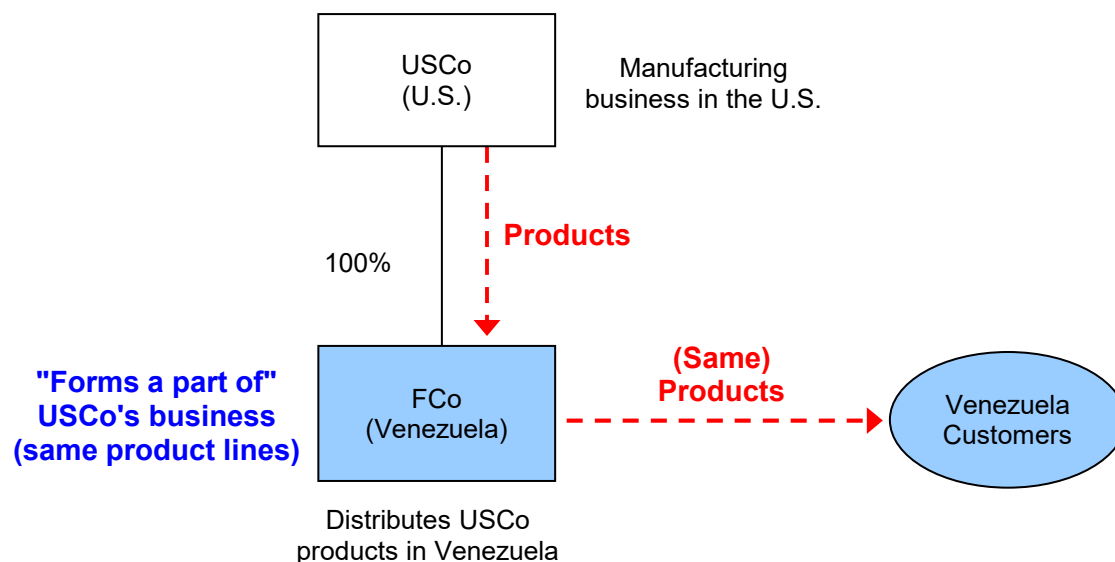 USCo
(U.S.)
Manufacturing
business in the U.S.
Products
100%
"Forms a part of"
USCo's business
(same product lines)
FCo
(Venezuela)
(Same)
Products
Venezuela
Customers
Distributes USCo
products in Venezuela